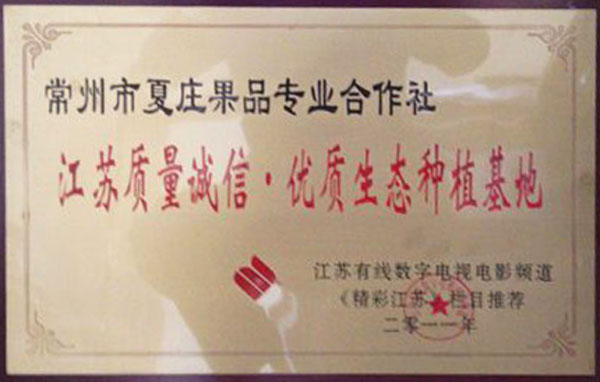 常州市夏庄果品专业合作社
江苏质量诚信·优质生态种植基地
江苏有线数字电视电影频道
《精彩江苏》栏目推荐
二零一一年